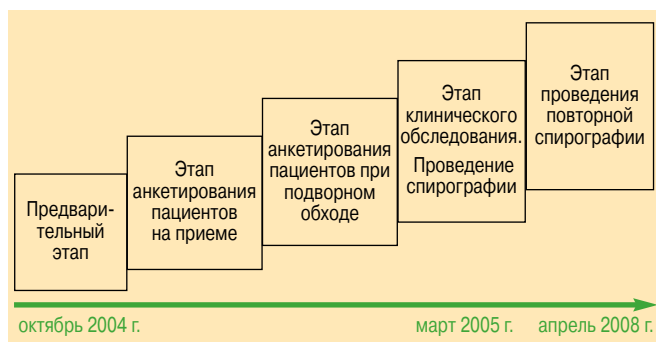 Предвари-
тельный
этап
Этап
анкетирования
пациентов
на приеме
Этап
анкетирования
пациентов при
подворном
обходе
Этап
клинического
обследования.
Проведение
спирографии
Этап
проведения
повторной
спирографии
октябрь 2004 г.
март 2005 г.
апрель 2008 г.